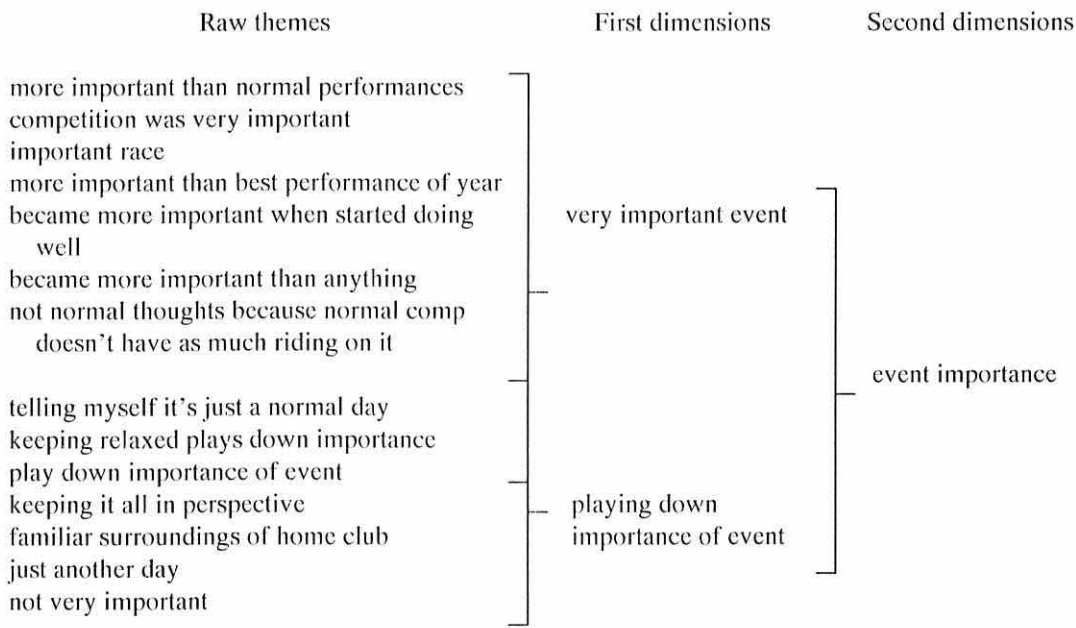 Raw themes First dimensions Second dimensions
more important than normal performances
competition was very important
important race
more important than best performance of year
became more important when started doing very important event
well
became more important than anything
not normal thoughts because normal comp
doesn't have as much riding on it
event importance
telling myself it's just a normal day
keeping relaxed plays down importance
play down importance of event
keeping it all in perspective playing down
familiar surroundings of home club importance of event
just another day
not very important